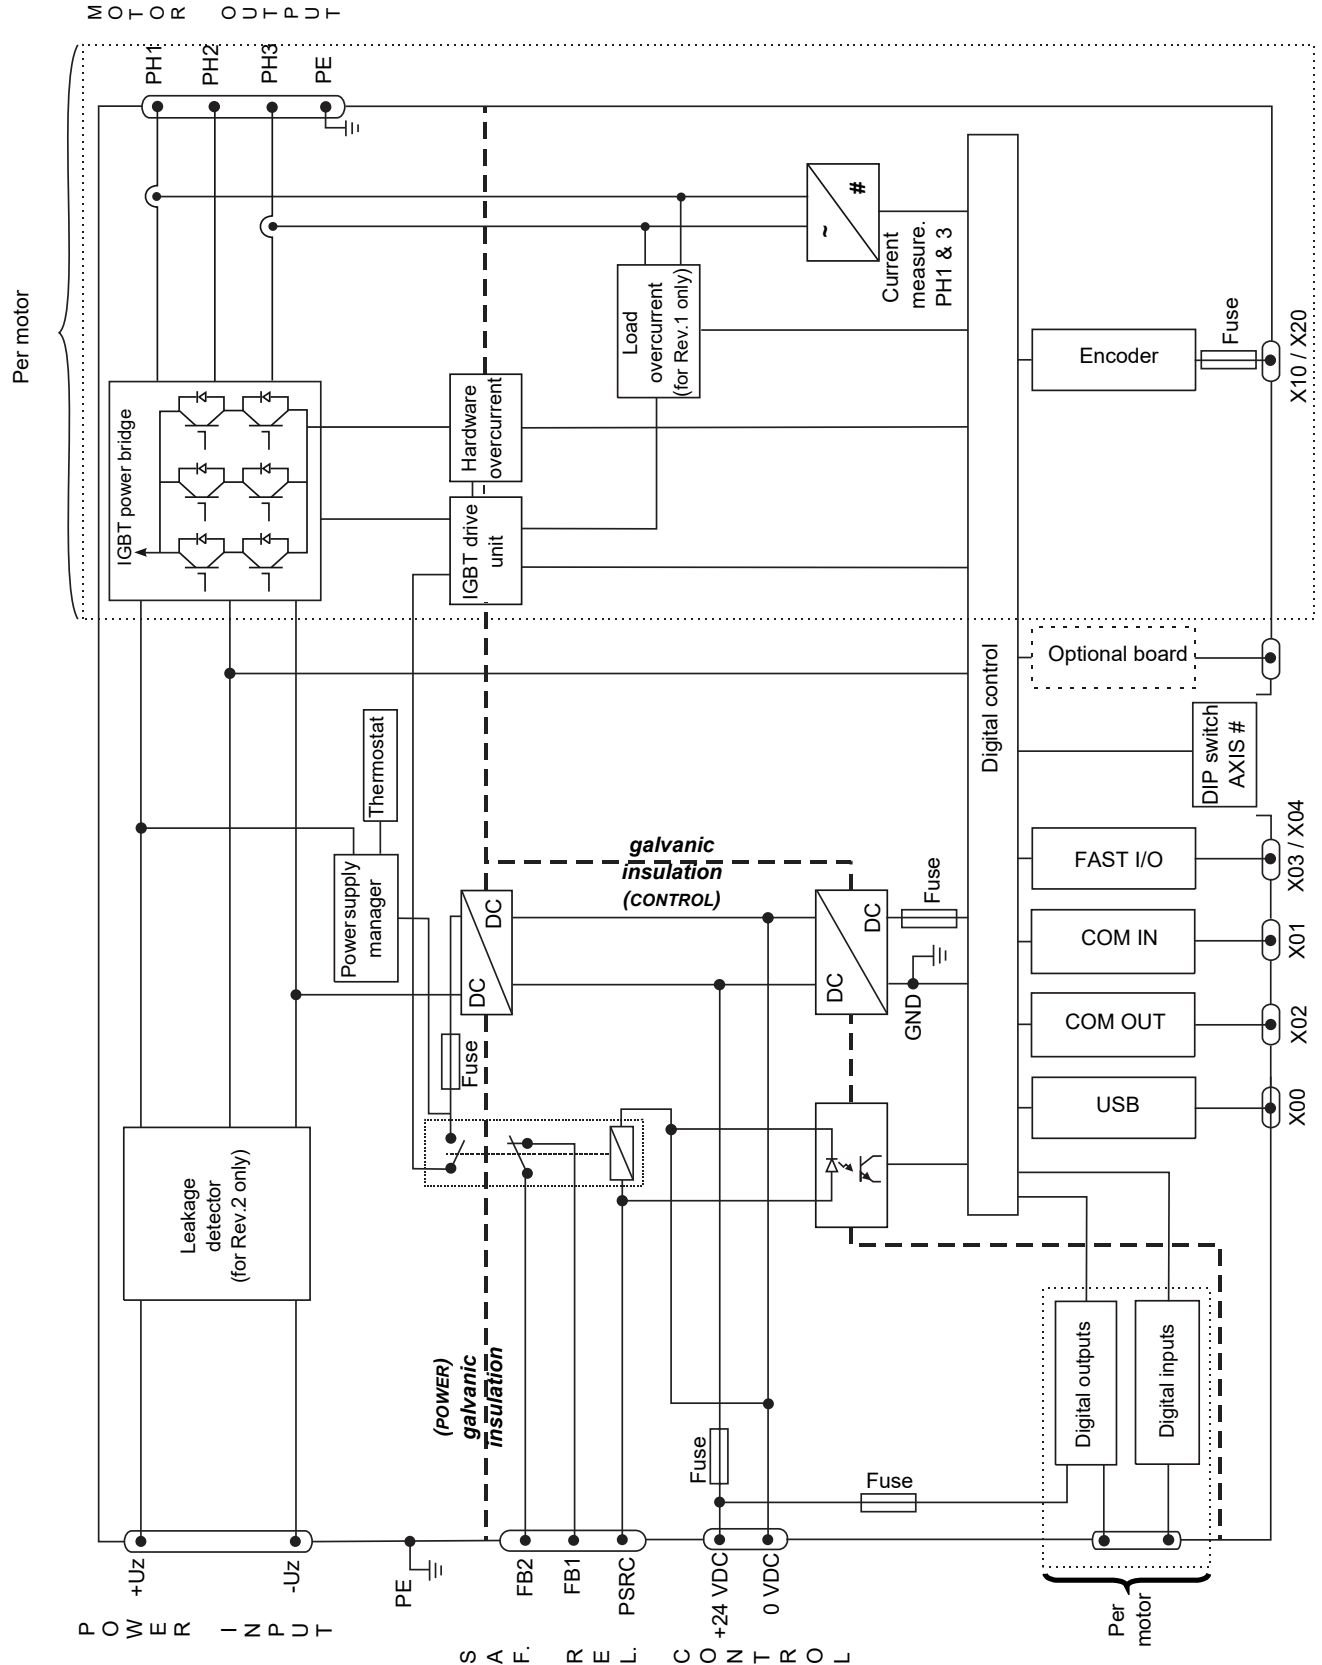 MOTOR OUTPUT
Per motor
PH1
PH2
PH3
PE
IGBT power bridge
#
~
Current
measure.
PH1 & 3
Load
overcurrent
(for Rev.1 only)
Hardware
overcurrent
IGBT drive
unit
Encoder
Fuse
X10 / X20
Digital control
Optional board
DIP switch
AXIS #
Thermostat
Power supply
manager
galvanic
insulation
(CONTROL)
DC
DC
DC
DC
Fuse
GND
Fuse
FAST I/O
X03 / X04
COM IN
X01
COM OUT
X02
USB
X00
Leakage
detector
(for Rev.2 only)
(POWER)
galvanic
insulation
Fuse
Fuse
Digital outputs
Digital inputs
+Uz
-Uz
PE
FB2
FB1
PSRC
+24 VDC
0 VDC
Per
motor
POWER INPUT
SAF. REL.
CONTROL